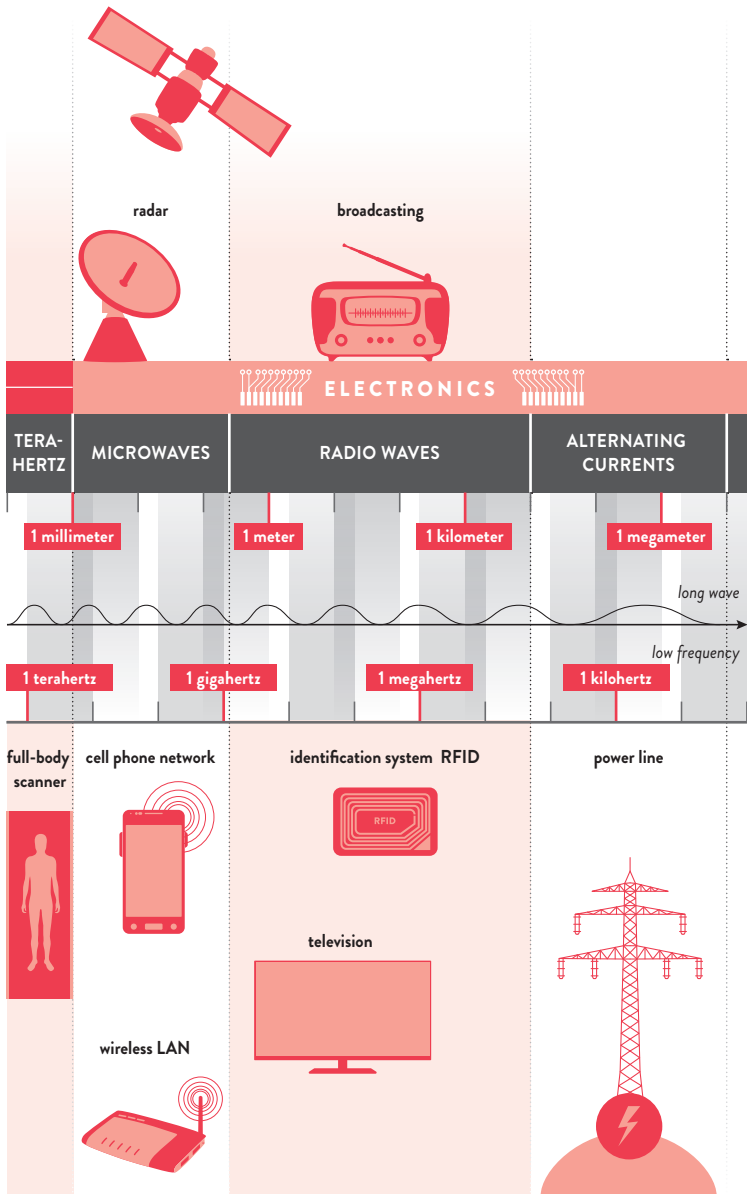 radar
broadcasting
ELECTRONICS
TERA-
HERTZ
MICROWAVES
RADIO WAVES
ALTERNATING
CURRENTS
1 millimeter
1 meter
1 kilometer
1 megameter
long wave
low frequency
1 terahertz
1 gigahertz
1 megahertz
1 kilohertz
full-body
scanner
cell phone network
identification system RFID
power line
RFID
television
wireless LAN